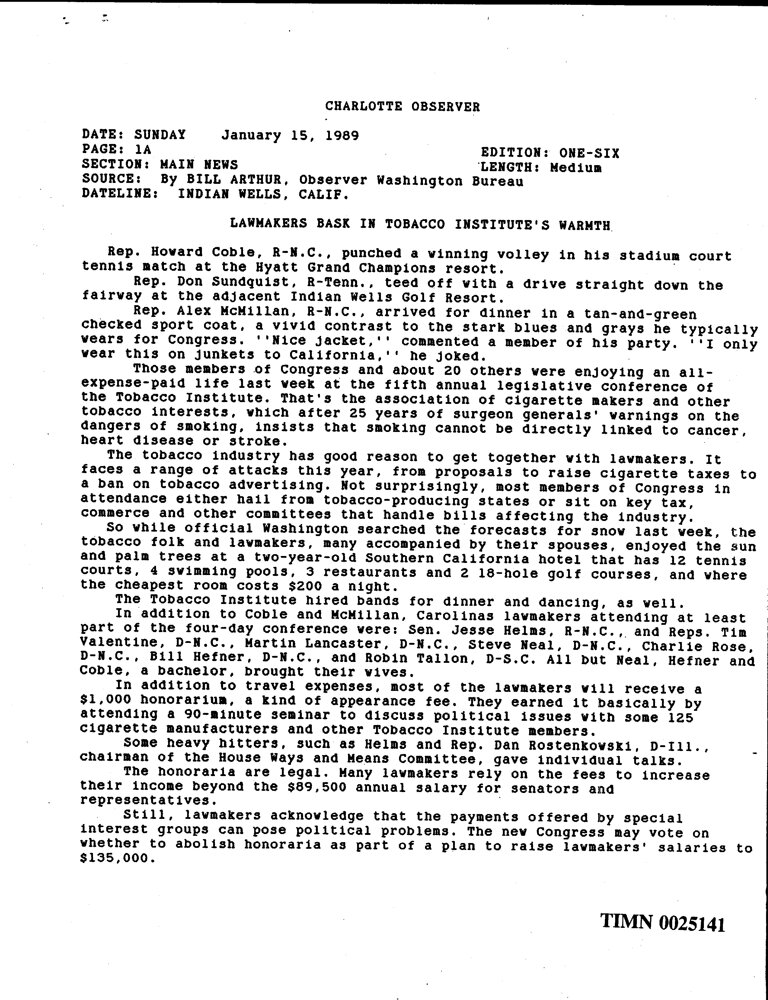 CHARLOTTE OBSERVER
DATE: SUNDAY January 15, 1989
PAGE: 1A
EDITION: ONE-SIX
SECTION: MAIN NEWS
LENGTH: Medium
SOURCE: By BILL ARTHUR, Observer Washington Bureau
DATELINE: INDIAN WELLS, CALIF.
LAWMAKERS BASK IN TOBACCO INSTITUTE'S WARMTH
Rep. Howard Coble, R-N.C., punched a winning volley in his stadium court
tennis match at the Hyatt Grand Champions resort.
Rep. Don Sundquist, R-Tenn., teed off with a drive straight down the
fairway at the adjacent Indian Wells Golf Resort.
Rep. Alex McMillan, R-N.C., arrived for dinner in a tan-and-green
checked sport coat, a vivid contrast to the stark blues and grays he typically
wears for Congress. ''Nice jacket,'' commented a member of his party. ''I only
wear this on junkets to California,'' he joked.
Those members of Congress and about 20 others were enjoying an all-
expense-paid life last week at the fifth annual legislative conference of
the Tobacco Institute. That's the association of cigarette makers and other
tobacco interests, which after 25 years of surgeon generals' warnings on the
dangers of smoking, insists that smoking cannot be directly linked to cancer,
heart disease or stroke.
The tobacco industry has good reason to get together with lawmakers. It
faces a range of attacks this year, from proposals to raise cigarette taxes to
a ban on tobacco advertising. Not surprisingly, most members of Congress in
attendance either hail from tobacco-producing states or sit on key tax,
commerce and other committees that handle bills affecting the industry.
So while official Washington searched the forecasts for snow last week, the
tobacco folk and lawmakers, many accompanied by their spouses, enjoyed the sun
and palm trees at a two-year-old Southern California hotel that has 12 tennis
courts, 4 swimming pools, 3 restaurants and 2 18-hole golf courses, and where
the cheapest room costs $200 a night.
The Tobacco Institute hired bands for dinner and dancing, as well.
In addition to Coble and McMillan, Carolinas lawmakers attending at least
part of the four-day conference were: Sen. Jesse Helms, R-N.C., and Reps. Tim
Valentine, D-N.C., Martin Lancaster, D-N.C., Steve Neal, D-N.C., Charlie Rose,
D-N.C., Bill Hefner, D-N.C., and Robin Tallon, D-S.C. All but Neal, Hefner and
Coble, a bachelor, brought their wives.
In addition to travel expenses, most of the lawmakers will receive a
$1,000 honorarium, a kind of appearance fee. They earned it basically by
attending a 90-minute seminar to discuss political issues with some 125
cigarette manufacturers and other Tobacco Institute members.
Some heavy hitters, such as Helms and Rep. Dan Rostenkowski, D-Ill.,
chairman of the House Ways and Means Committee, gave individual talks.
The honoraria are legal. Many lawmakers rely on the fees to increase
their income beyond the $89,500 annual salary for senators and
representatives.
Still, lawmakers acknowledge that the payments offered by special
interest groups can pose political problems. The new Congress may vote on
whether to abolish honoraria as part of a plan to raise lawmakers' salaries to
$135,000.
TIMN 0025141